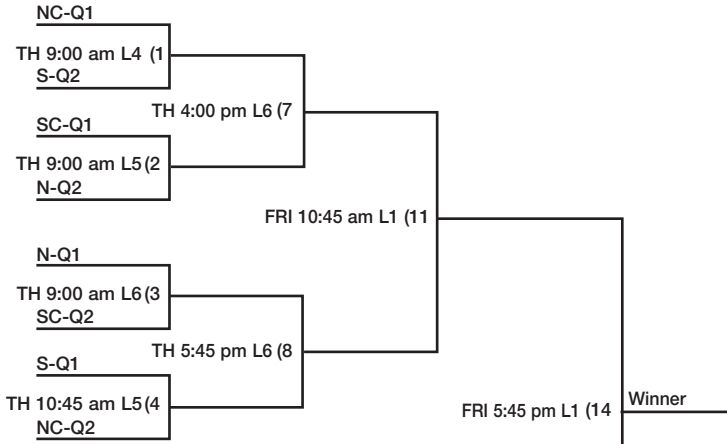 NC-Q1
TH 9:00 am L4 (1
S-Q2
TH 4:00 pm L6 (7
SC-Q1
TH 9:00 am L5 (2
N-Q2
FRI 10:45 am L1 (11
N-Q1
TH 9:00 am L6 (3
SC-Q2
TH 5:45 pm L6 (8
S-Q1
TH 10:45 am L5 (4
NC-Q2
FRI 5:45 pm L1 (14
Winner